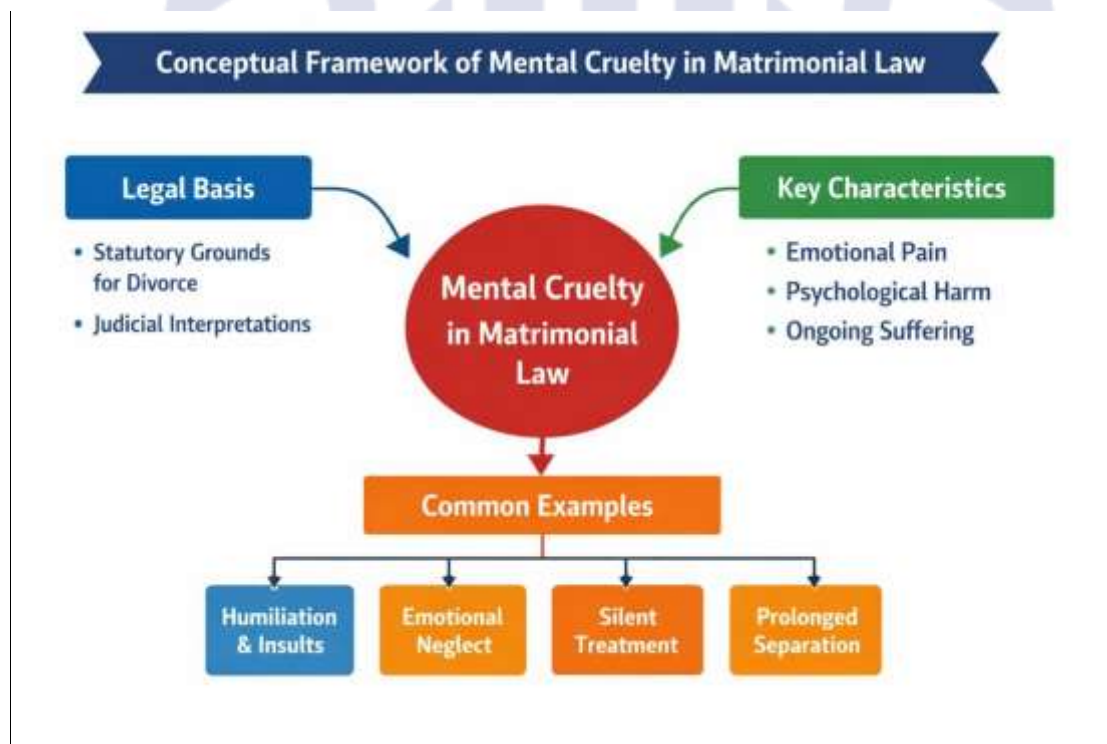 Conceptual Framework of Mental Cruelty in Matrimonial Law
Legal Basis
• Statutory Grounds
for Divorce
• Judicial Interpretations
Key Characteristics
• Emotional Pain
• Psychological Harm
• Ongoing Suffering
Mental Cruelty
in Matrimonial
Law
Common Examples
Humiliation
& Insults
Emotional
Neglect
Silent
Treatment
Prolonged
Separation